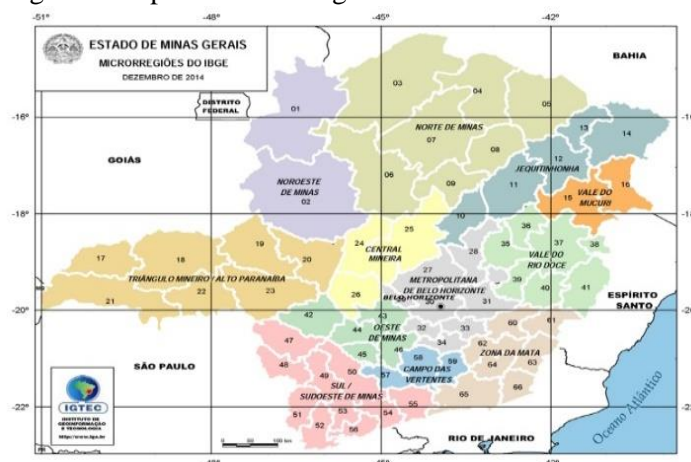 -51°
-48°
-45°
-42°
ESTADO DE MINAS GERAIS
MICRORREGIÕES DO IBGE
DEZEMBRO DE 2014
BAHIA
03
04
05
DISTRITO
FEDERAL
01
-16°
-16°
NORTE DE MINAS
07
13
14
GOIÁS
08
12
JEQUITINHONHA
NOROESTE
DE MINAS
06
09
11
16
02
15
VALE DO
MUCURI
-18°
-18°
10
24
25
CENTRAL
MINEIRA
28
35
36
37
38
VALE DO
RIO DOCE
17
18
19
20
TRIÂNGULO MINEIRO / ALTO PARANAÍBA
27
METROPOLITANA
DE BELO HORIZONTE
39
40
41
21
22
23
26
BELO HORIZONTE
30
31
ESPÍRITO
SANTO
-20°
-20°
42
43
OESTE
DE MINAS
44
32
33
60
61
47
34
62
ZONA DA MATA
SÃO PAULO
48
49
50
45
46
58
59
57
CAMPO DAS
VERTENTES
64
63
SUL /
SUDOESTE DE MINAS
55
65
66
IGTEC
INSTITUTO DE
GEOINFORMAÇÃO
E TECNOLOGIA
-22°
-22°
51
52
53
54
56
RIO DE JANEIRO
Oceano Atlântico